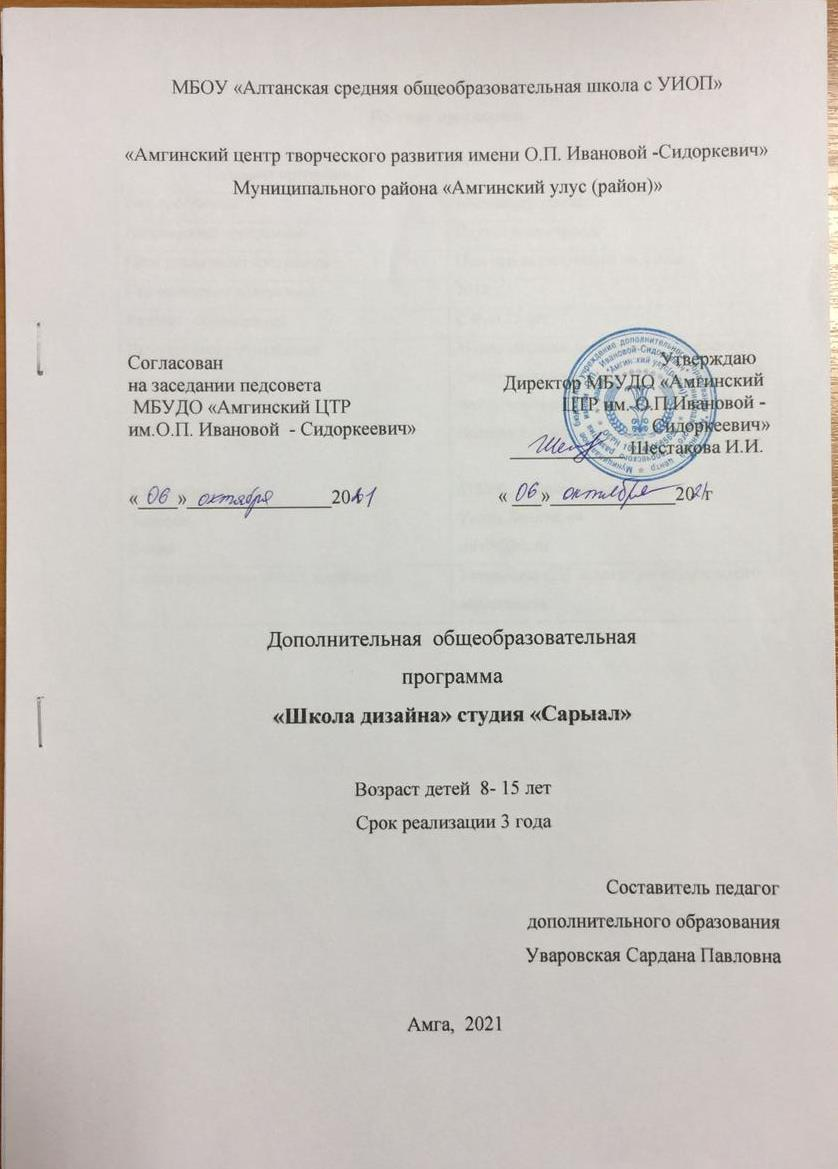 МБОУ «Алтанская средняя общеобразовательная школа с УИОП»
«Амгинский центр творческого развития имени О.П. Ивановой -Сидоркевич»
Муниципального района «Амгинский улус (район)»
Согласован
на заседании педсовета
МБУДО «Амгинский ЦТР
им.О.П. Ивановой - Сидоркеевич»
«06» октября 2021
Утверждаю
Директор МБУДО «Амгинский
ЦТР им. О.П.Ивановой -
Сидоркеевич»
Шестакова И.И.
«06» октября 2021г
Дополнительная общеобразовательная
программа
«Школа дизайна» студия «Сарыал»
Возраст детей 8- 15 лет
Срок реализации 3 года
Составитель педагог
дополнительного образования
Уваровская Сардана Павловна
Амга, 2021